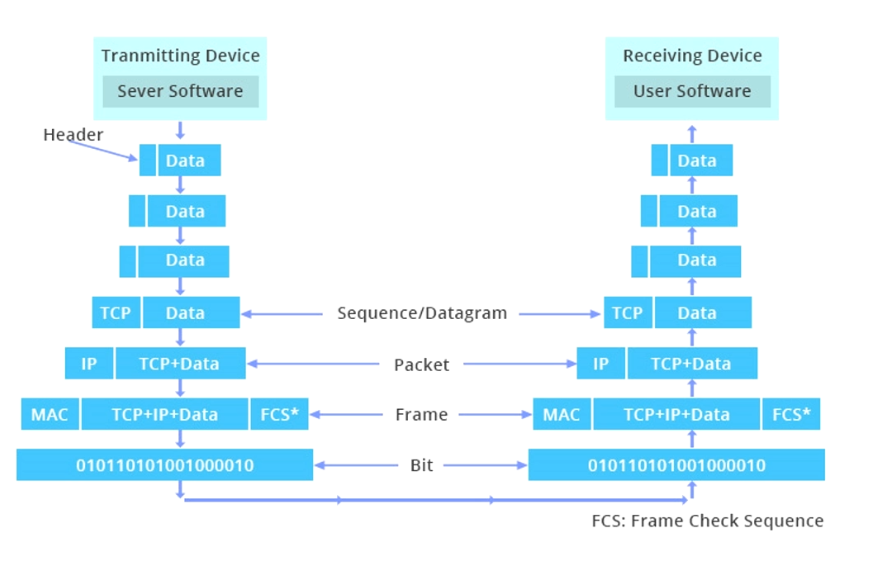 Tranmitting Device
Receiving Device
Sever Software
User Software
Header
Data
Data
Data
Data
Data
Data
TCP
Data
Sequence/Datagram
TCP
Data
IP
TCP+Data
Packet
IP
TCP+Data
MAC
TCP+IP+Data
FCS*
Frame
MAC
TCP+IP+Data
FCS*
010110101001000010
Bit
010110101001000010
FCS: Frame Check Sequence